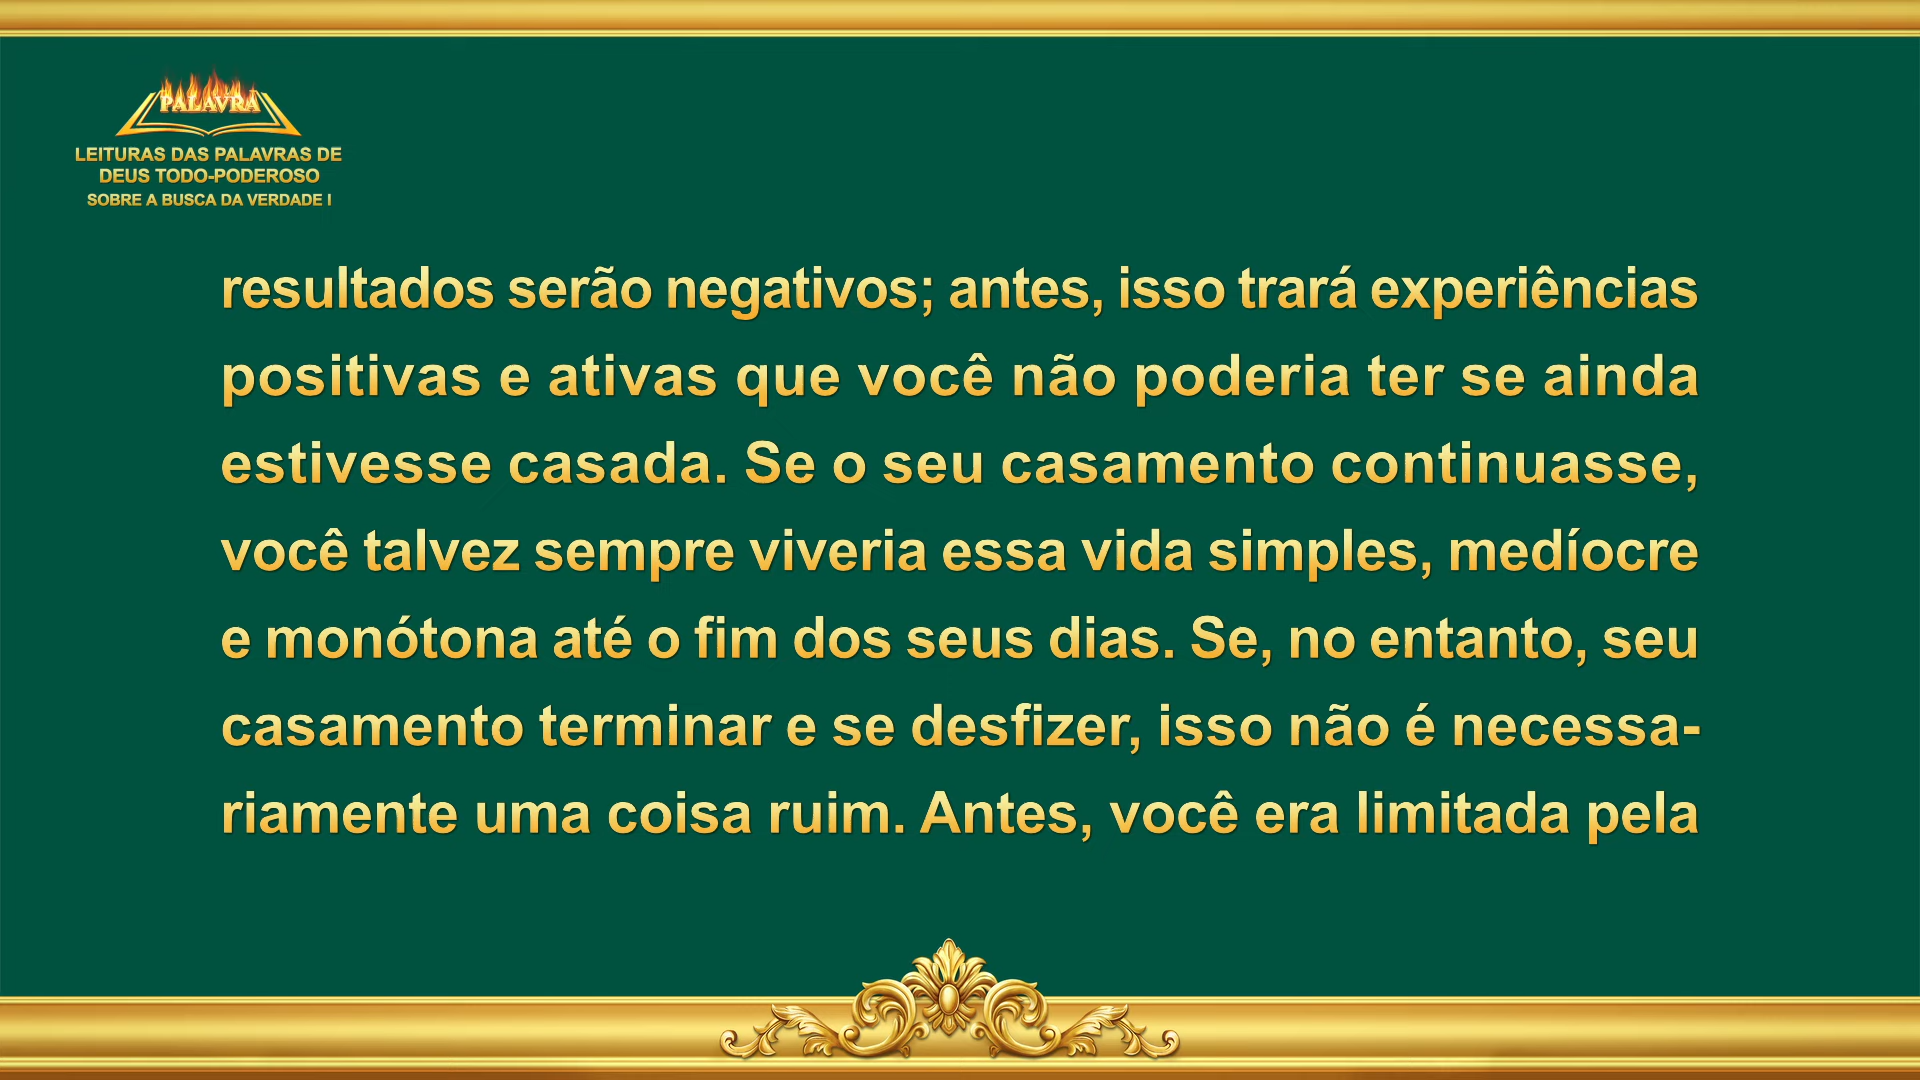 PALAVRA
LEITURAS DAS PALAVRAS DE
DEUS TODO-PODEROSO
SOBRE A BUSCA DA VERDADE I
resultados serão negativos; antes, isso trará experiências
positivas e ativas que você não poderia ter se ainda
estivesse casada. Se o seu casamento continuasse,
você talvez sempre viveria essa vida simples, medíocre
e monótona até o fim dos seus dias. Se, no entanto, seu
casamento terminar e se desfizer, isso não é necessa-
riamente uma coisa ruim. Antes, você era limitada pela